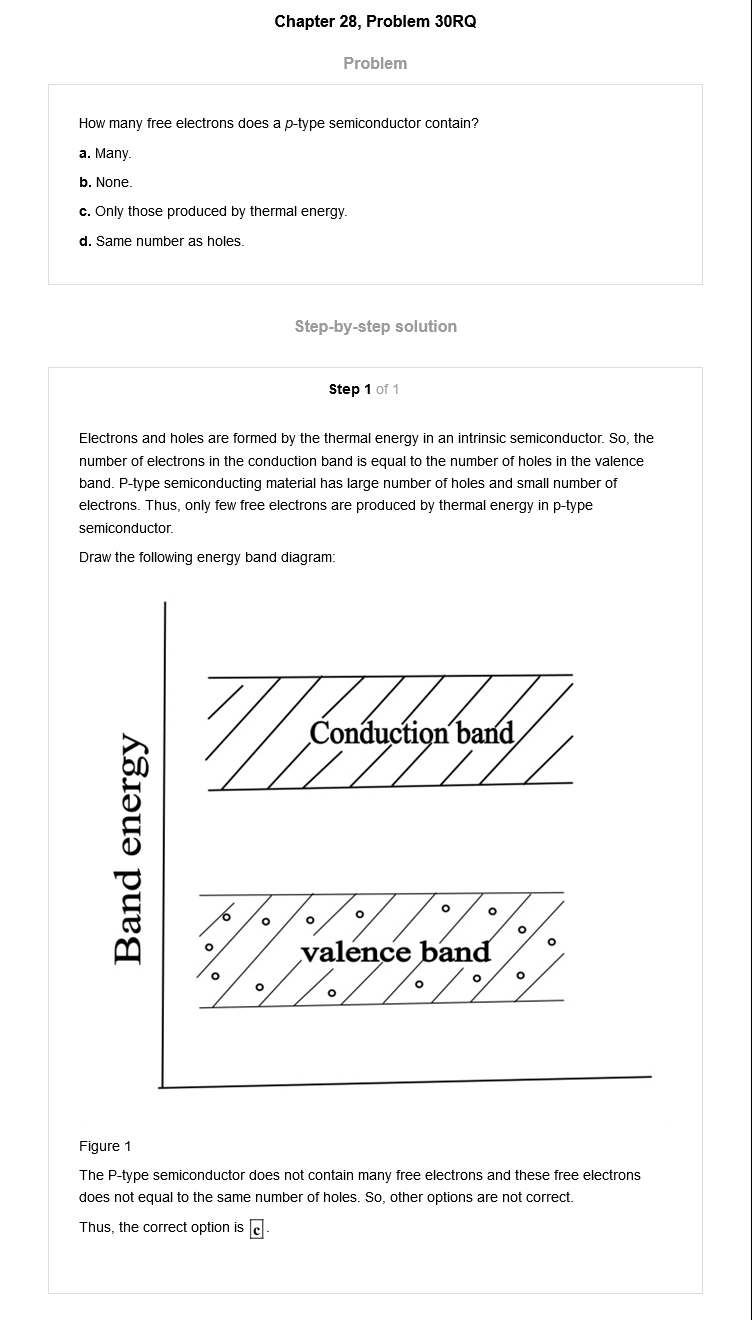 Chapter 28, Problem 30RQ
Problem
How many free electrons does a p-type semiconductor contain?
a. Many.
b. None.
c. Only those produced by thermal energy.
d. Same number as holes.
Step-by-step solution
Step 1 of 1
Electrons and holes are formed by the thermal energy in an intrinsic semiconductor. So, the
number of electrons in the conduction band is equal to the number of holes in the valence
band. P-type semiconducting material has large number of holes and small number of
electrons. Thus, only few free electrons are produced by thermal energy in p-type
semiconductor.
Draw the following energy band diagram:
Conduction band
Band energy
valence band
Figure 1
The P-type semiconductor does not contain many free electrons and these free electrons
does not equal to the same number of holes. So, other options are not correct.
Thus, the correct option is c.